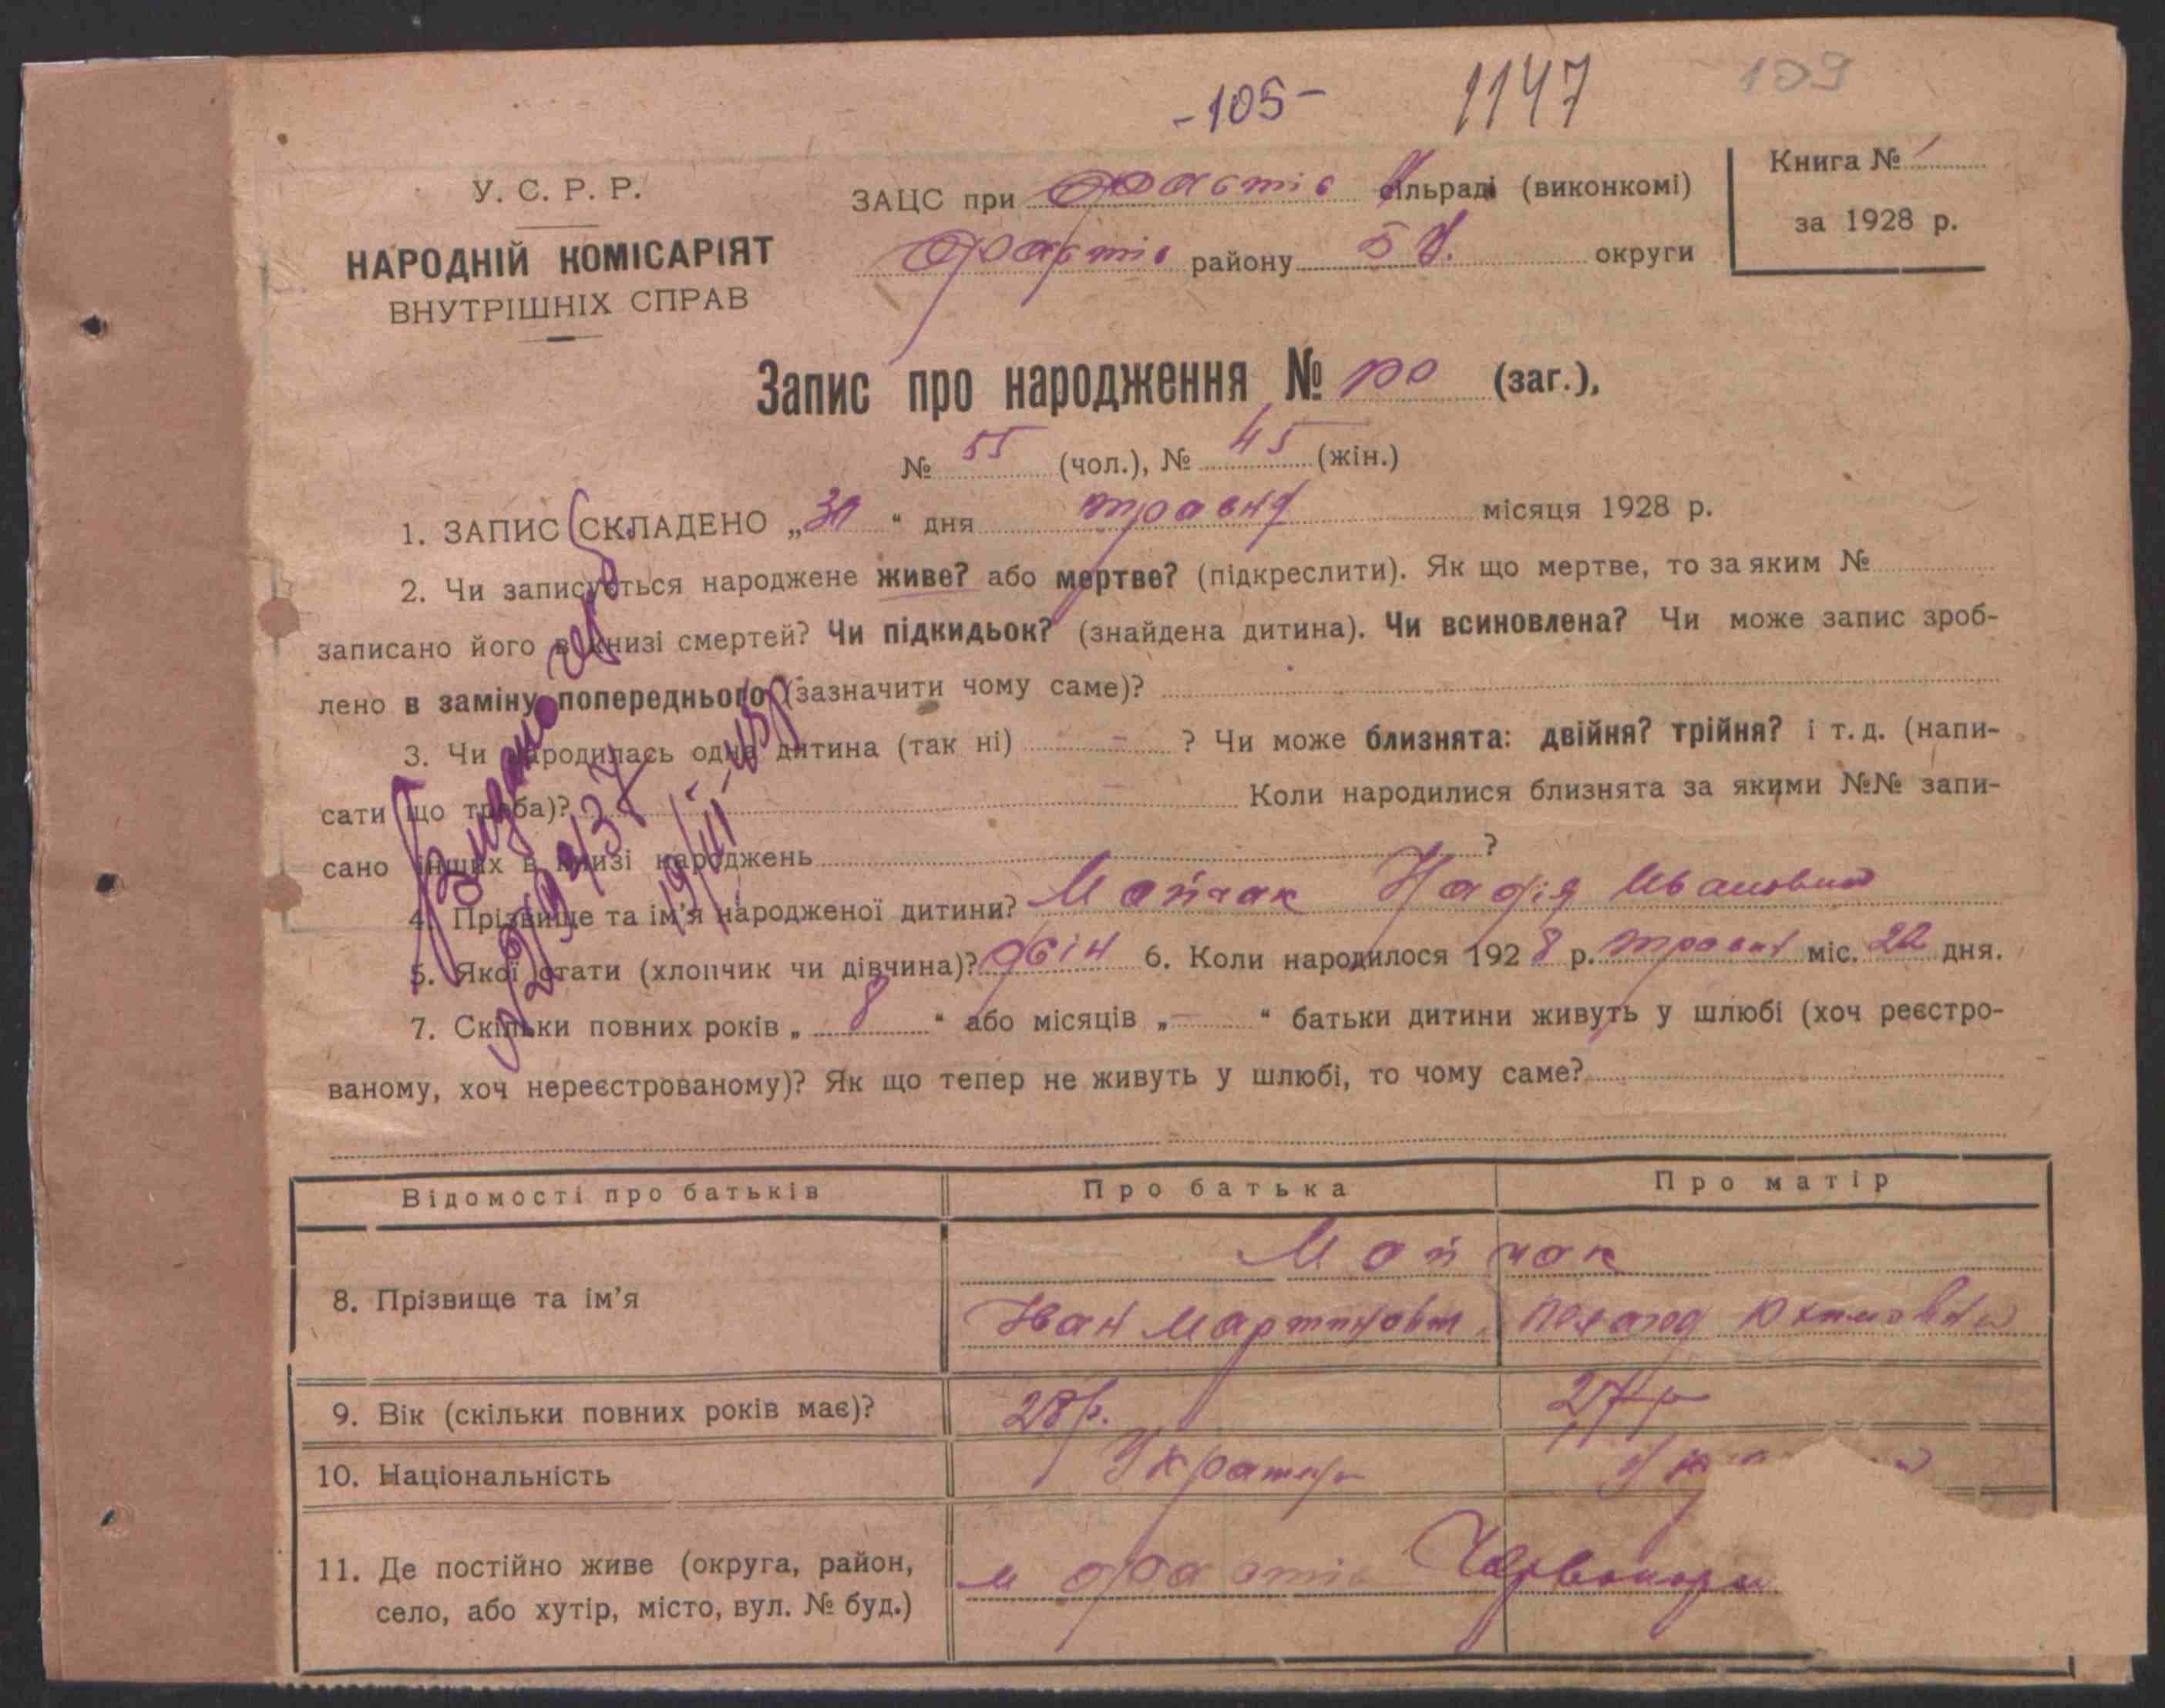 -105- 1147 109
У. С. Р. Р.
НАРОДНІЙ КОМІСАРІЯТ
ВНУТРІШНІХ СПРАВ
ЗАЦС при Фастів сільраді (виконкомі)
Фастів району Б Ц. округи
Книга № 1
за 1928 р.
Запис про народження № 100 (заг.),
№ 55 (чол.), № 45 (жін.)
1. ЗАПИС СКЛАДЕНО „30“ дня травня місяця 1928 р.
2. Чи записується народжене живе? або мертве? (підкреслити). Як що мертве, то за яким №
записано його в книзі смертей? Чи підкидьок? (знайдена дитина). Чи всиновлена? Чи може запис зроб-
лено в заміну попереднього (зазначити чому саме)?
3. Чи народилась одна дитина (так ні) - ? Чи може близнята: двійня? трійня? і т. д. (напи-
сати що треба)? - Коли народилися близнята за якими №№ запи-
сано інших в книзі народжень ?
4. Прізвище та ім’я народженої дитини? Мойчак Надія Ивановна
5. Якої стати (хлопчик чи дівчина)? дівч 6. Коли народилося 1928 р. травня міс. 22 дня.
7. Скільки повних років „ 8 “ або місяців „ - “ батьки дитини живуть у шлюбі (хоч реєстро-
ваному, хоч нереєстрованому)? Як що тепер не живуть у шлюбі, то чому саме?
Видано
Відомості про батьків Про батька Про матір
8. Прізвище та ім’я Мойчак
Іван Мартинович Пелагея Юхимовна
9. Вік (скільки повних років має)? 28 р. 27 р
10. Національність Украінець
11. Де постійно живе (округа, район,
село, або хутір, місто, вул. № буд.) м Фастів